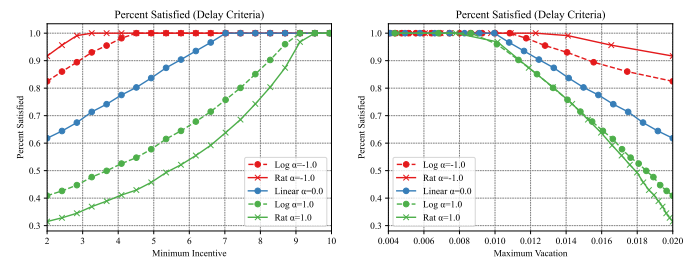 Percent Satisfied (Delay Criteria)
Percent Satisfied
1.0
0.9
0.8
0.7
0.6
0.5
0.4
0.3
2 3 4 5 6 7 8 9 10
Minimum Incentive
Log α=-1.0
Rat α=-1.0
Linear α=0.0
Log α=1.0
Rat α=1.0
Percent Satisfied (Delay Criteria)
Percent Satisfied
1.0
0.9
0.8
0.7
0.6
0.5
0.4
0.3
0.004 0.006 0.008 0.010 0.012 0.014 0.016 0.018 0.020
Maximum Vacation
Log α=-1.0
Rat α=-1.0
Linear α=0.0
Log α=1.0
Rat α=1.0